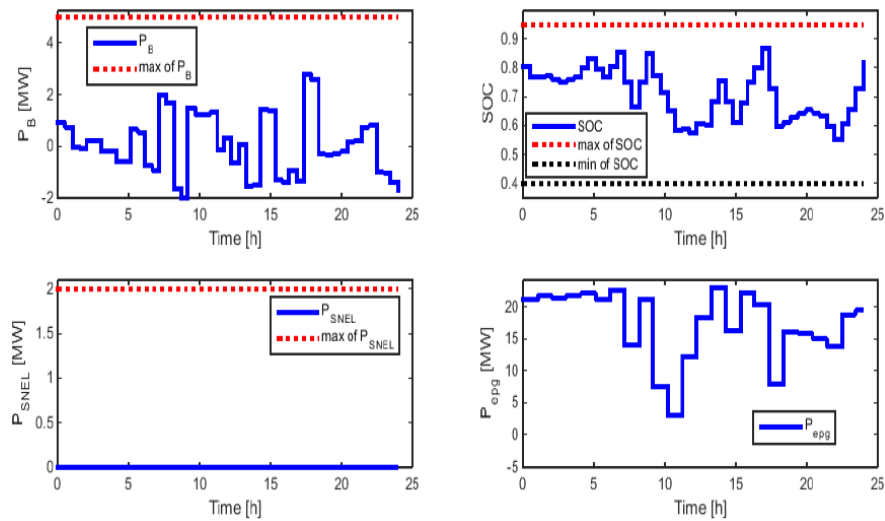 P_B [MW]
4
2
0
-2
P_B
max of P_B
0 5 10 15 20 25
Time [h]
SOC
0.9
0.8
0.7
0.6
0.5
0.4
SOC
max of SOC
min of SOC
0 5 10 15 20 25
Time [h]
P_SNEL [MW]
2
1.5
1
0.5
0
P_SNEL
max of P_SNEL
0 5 10 15 20 25
Time [h]
P_epg [MW]
20
15
10
5
0
-5
P_epg
0 5 10 15 20 25
Time [h]